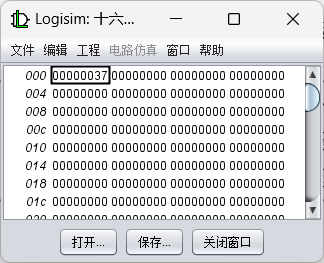 Logisim: 十六...
文件 编辑 工程 电路仿真 窗口 帮助
000 00000037 00000000 00000000 00000000
004 00000000 00000000 00000000 00000000
008 00000000 00000000 00000000 00000000
00c 00000000 00000000 00000000 00000000
010 00000000 00000000 00000000 00000000
014 00000000 00000000 00000000 00000000
018 00000000 00000000 00000000 00000000
01c 00000000 00000000 00000000 00000000
打开... 保存... 关闭窗口